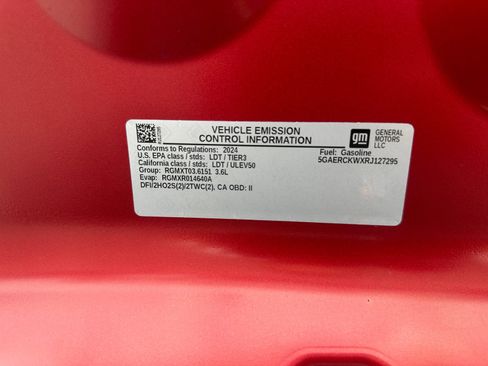 VEHICLE EMISSION
CONTROL INFORMATION
gm
GENERAL
MOTORS
LLC
Conforms to Regulations: 2024
Fuel: Gasoline
U.S. EPA class / stds: LDT / TIER3
5GAERCKWXRJ127295
California class / stds: LDT / ULEV50
Group: RGMXT03.6151 3.6L
Evap: RGMXR014640A
DFI/2HO2S(2)/2TWC(2), CA OBD: II